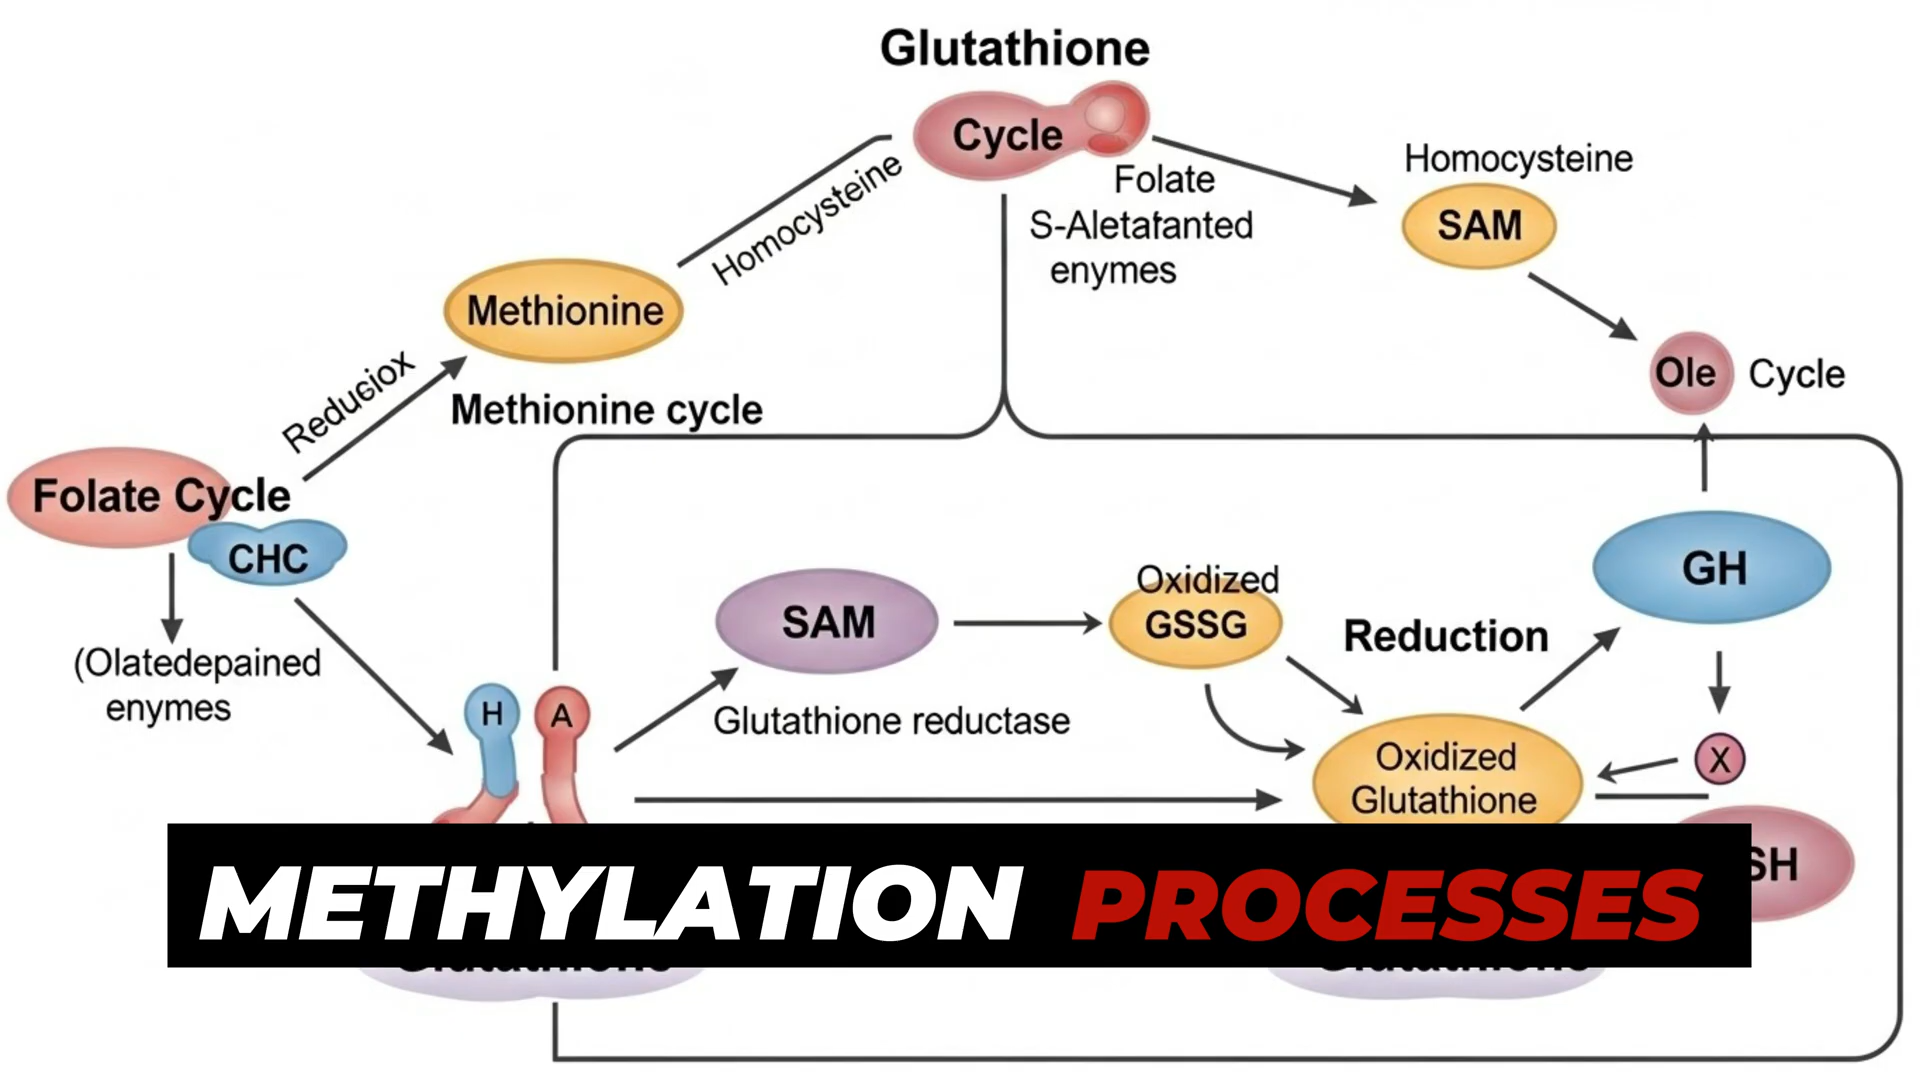 Glutathione
Cycle
Folate
S-Aletafanted
enymes
Homocysteine
SAM
Homocysteine
Methionine
Ole Cycle
Redusiox
Methionine cycle
Folate Cycle
CHC
(Olatedepained
enymes
GH
Oxidized
GSSG
SAM
Reduction
H A
Glutathione reductase
Oxidized
Glutathione
X
SH
METHYLATION PROCESSES